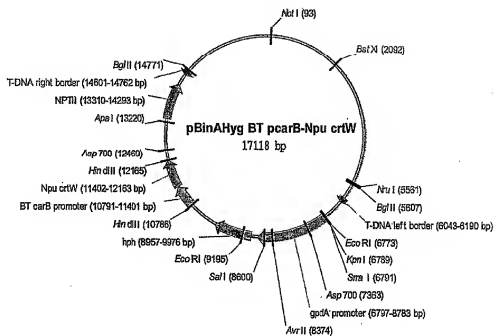 Not I (93)
BstXI (2092)
Bgl II (14771)
T-DNA right border (14601-14762 bp)
NPTII (13310-14293 bp)
Apa I (13220)
pBinAHyg BT pcarB-Npu crtW
17118 bp
Asp 700 (12469)
Hin dIII (12165)
Npu crtW (11402-12163 bp)
BT carB promoter (10791-11401 bp)
Hin dIII (10786)
hph (8957-9976 bp)
Eco RI (9195)
Sal I (8600)
Nru I (5561)
Bgl II (5607)
T-DNA left border (6043-6190 bp)
Eco RI (6773)
Kpn I (6789)
Sma I (6791)
Asp 700 (7363)
gpdA promoter (6797-8783 bp)
Avr II (8374)